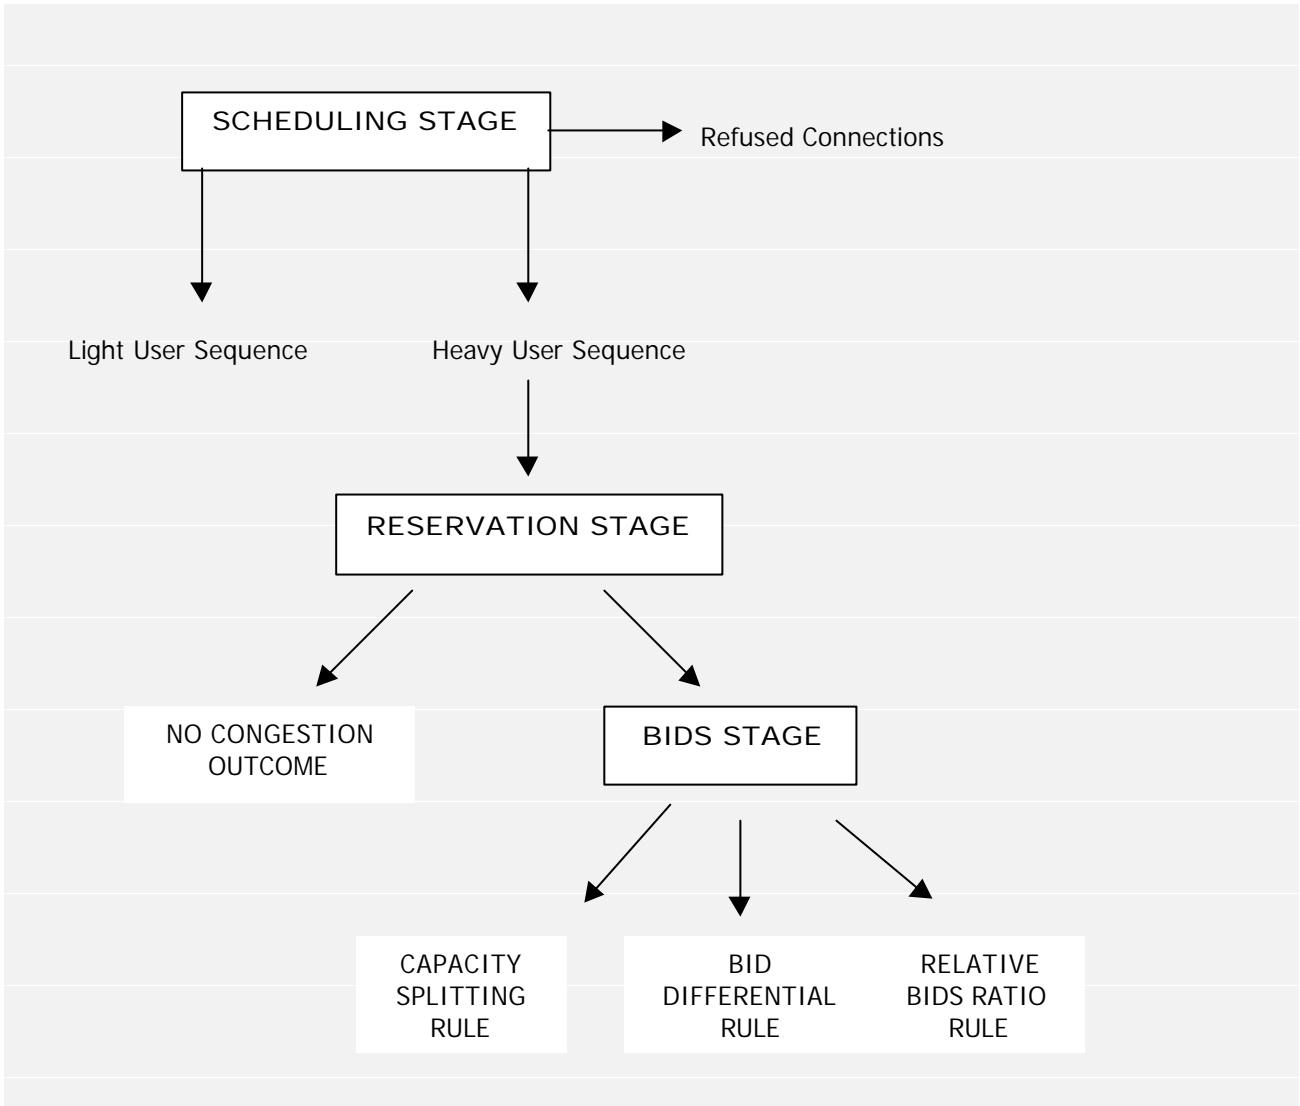 SCHEDULING STAGE
Refused Connections
Light User Sequence
Heavy User Sequence
RESERVATION STAGE
NO CONGESTION
OUTCOME
BIDS STAGE
CAPACITY
SPLITTING
RULE
BID
DIFFERENTIAL
RULE
RELATIVE
BIDS RATIO
RULE